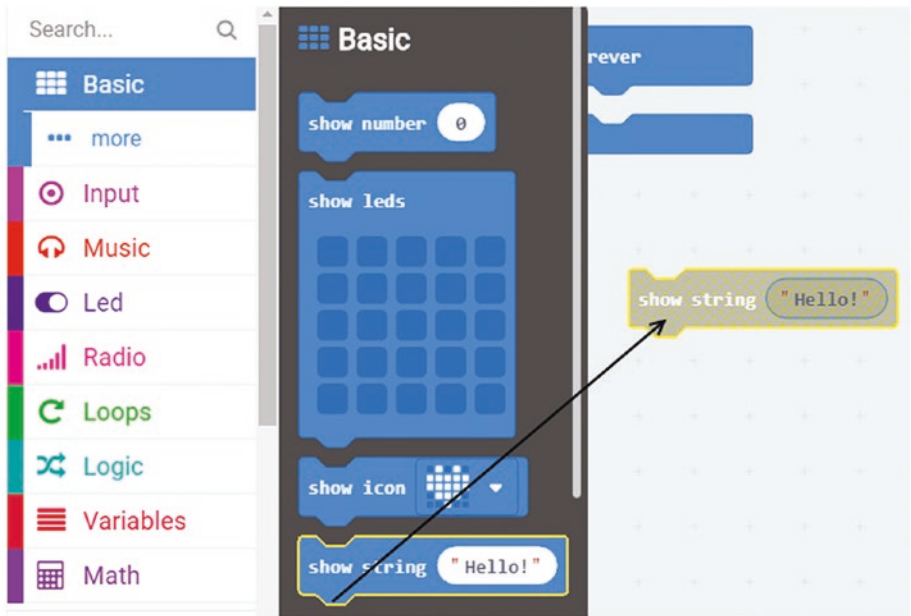 Search...
Basic
more
Input
Music
Led
Radio
Loops
Logic
Variables
Math
Basic
show number 0
show leds
show icon
show string "Hello!"
rever
show string "Hello!"